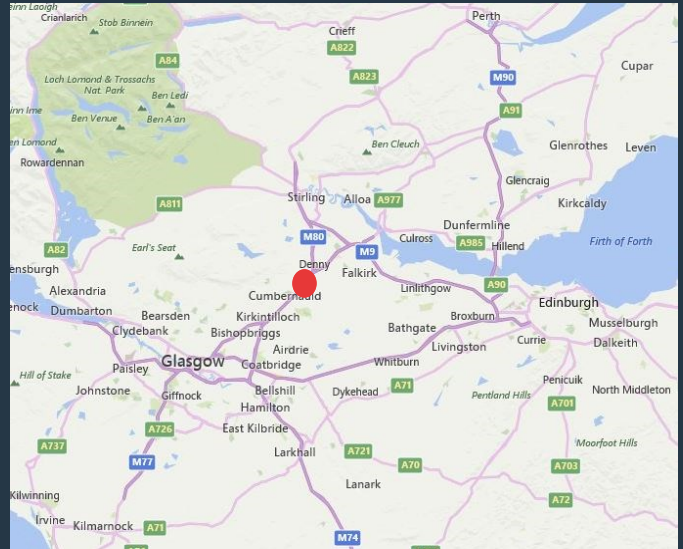 Crianlarich
Stob Binnein
Perth
Crieff
A822
A84
A823
M90
Cupar
Loch Lomond & Trossachs
Nat. Park
Ben Ledi
Ben Venue
Ben A'an
A91
Ben Cleuch
Glenrothes
Leven
Rowardennan
Glencraig
Stirling
Alloa
A977
Kirkcaldy
A811
Dunfermline
M80
Culross
A985
Hillend
Firth of Forth
A82
Earl's Seat
M9
Denny
Falkirk
Alexandria
Cumbernauld
Linlithgow
A90
Edinburgh
Dumbarton
Bearsden
Kirkintilloch
Broxburn
Musselburgh
Clydebank
Bishopbriggs
Bathgate
Currie
Dalkeith
Airdrie
Livingston
Glasgow
Coatbridge
Whitburn
Paisley
Hill of Stake
Penicuik
Johnstone
Giffnock
Bellshill
Dykehead
A71
Pentland Hills
North Middleton
Hamilton
A701
A726
East Kilbride
Moorfoot Hills
A737
Larkhall
A721
M77
A70
A703
Lanark
Kilwinning
A72
Irvine
Kilmarnock
A71
M74